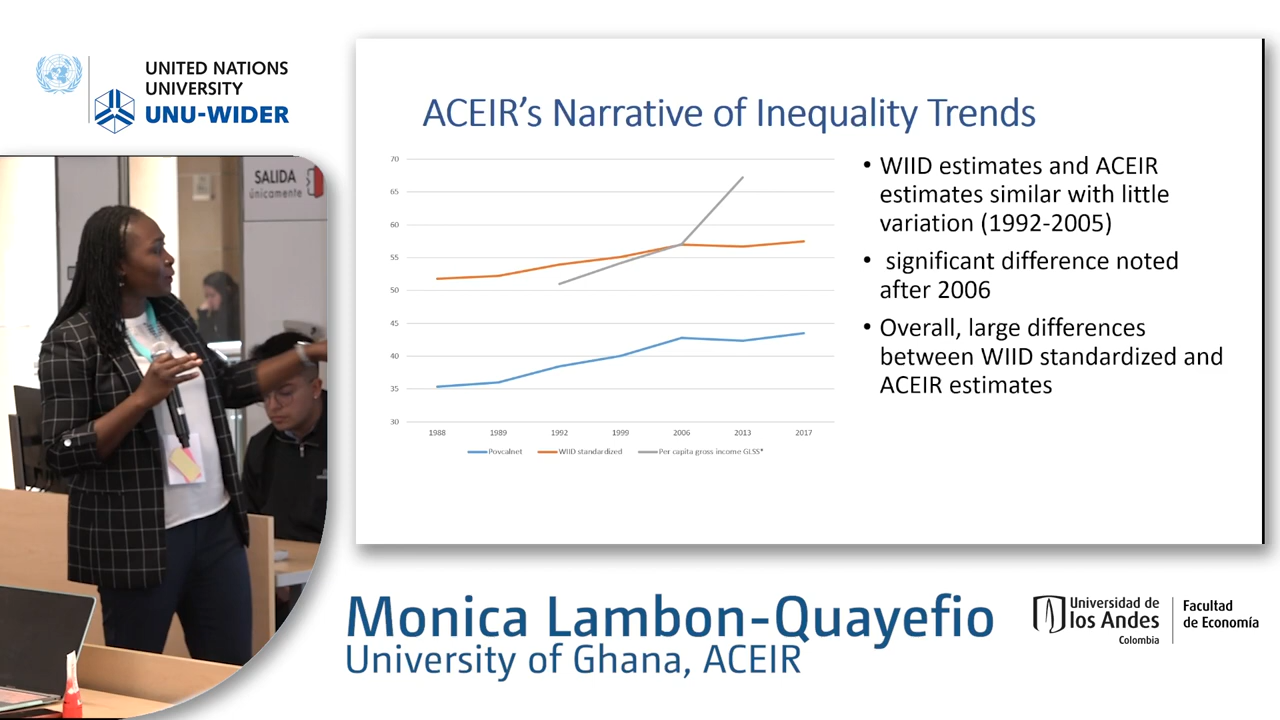 UNITED NATIONS
UNIVERSITY
UNU-WIDER
SALIDA
únicamente
ACEIR’s Narrative of Inequality Trends
70
65
60
55
50
45
40
35
30
1988 1989 1992 1999 2006 2013 2017
Povcalnet WIID standardized Per capita gross income GLSS*
• WIID estimates and ACEIR
estimates similar with little
variation (1992-2005)
• significant difference noted
after 2006
• Overall, large differences
between WIID standardized and
ACEIR estimates
Monica Lambon-Quayefio
University of Ghana, ACEIR
Universidad de
los Andes
Colombia
Facultad
de Economía